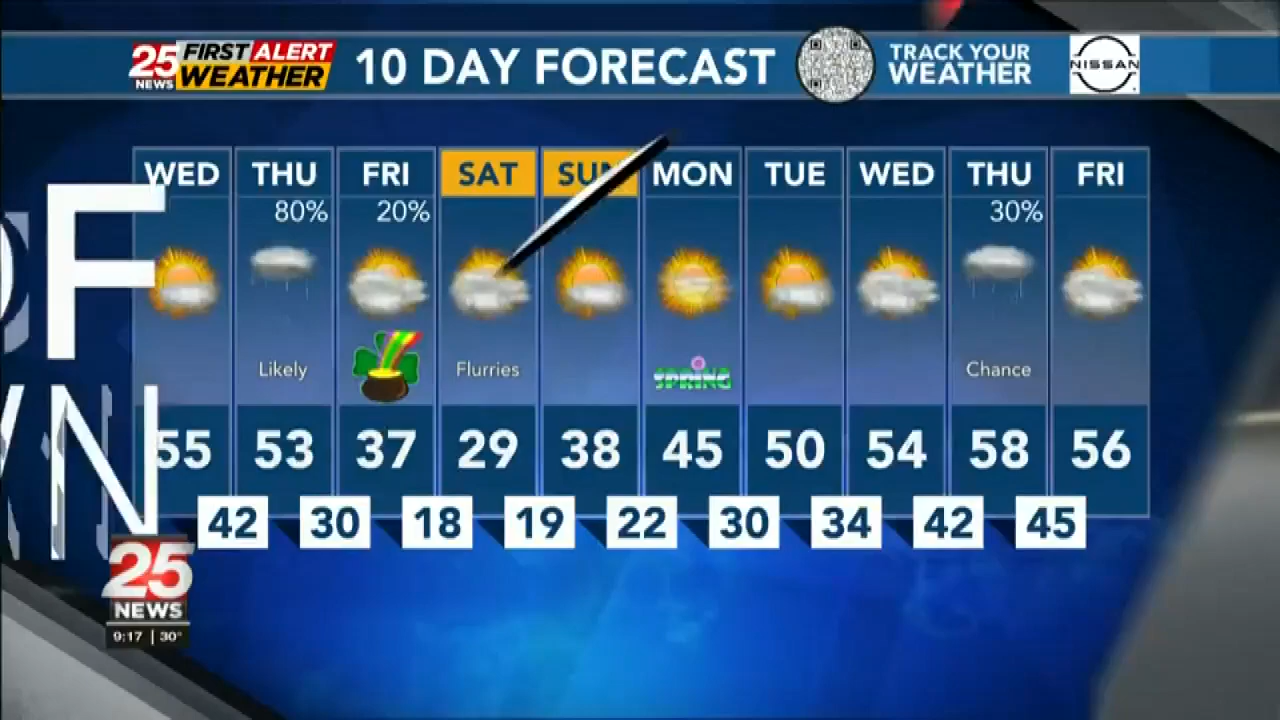 25 NEWS FIRST ALERT WEATHER
10 DAY FORECAST
TRACK YOUR
WEATHER
NISSAN
WED THU FRI SAT SUN MON TUE WED THU FRI
80% 20% 30%
Likely Flurries Chance
SPRING
F
55 53 37 29 38 45 50 54 58 56
42 30 18 19 22 30 34 42 45
25
NEWS
9:17 | 30°